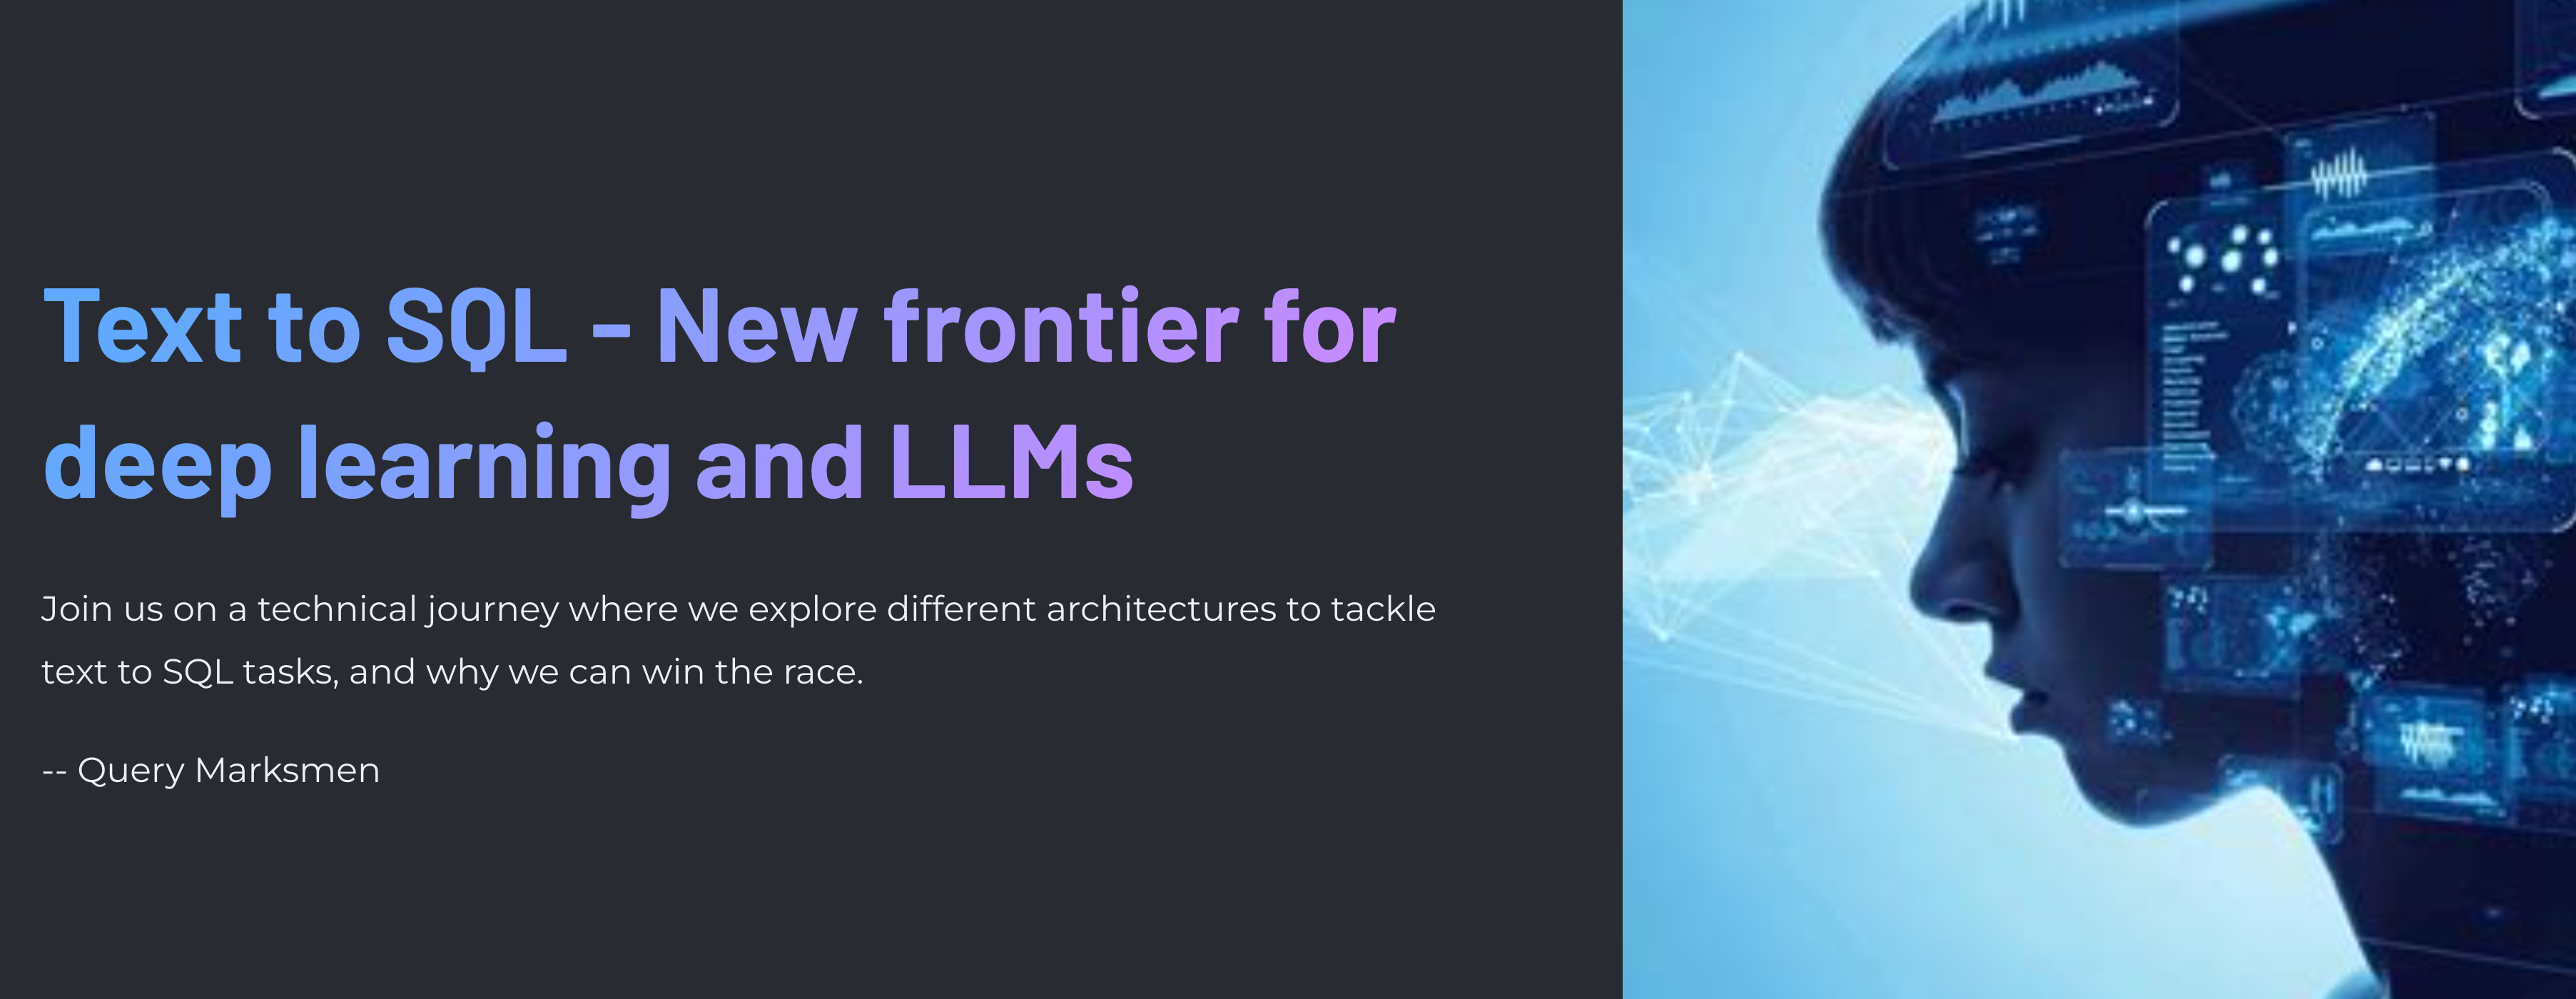 Text to SQL - New frontier for
deep learning and LLMs
Join us on a technical journey where we explore different architectures to tackle
text to SQL tasks, and why we can win the race.
-- Query Marksmen